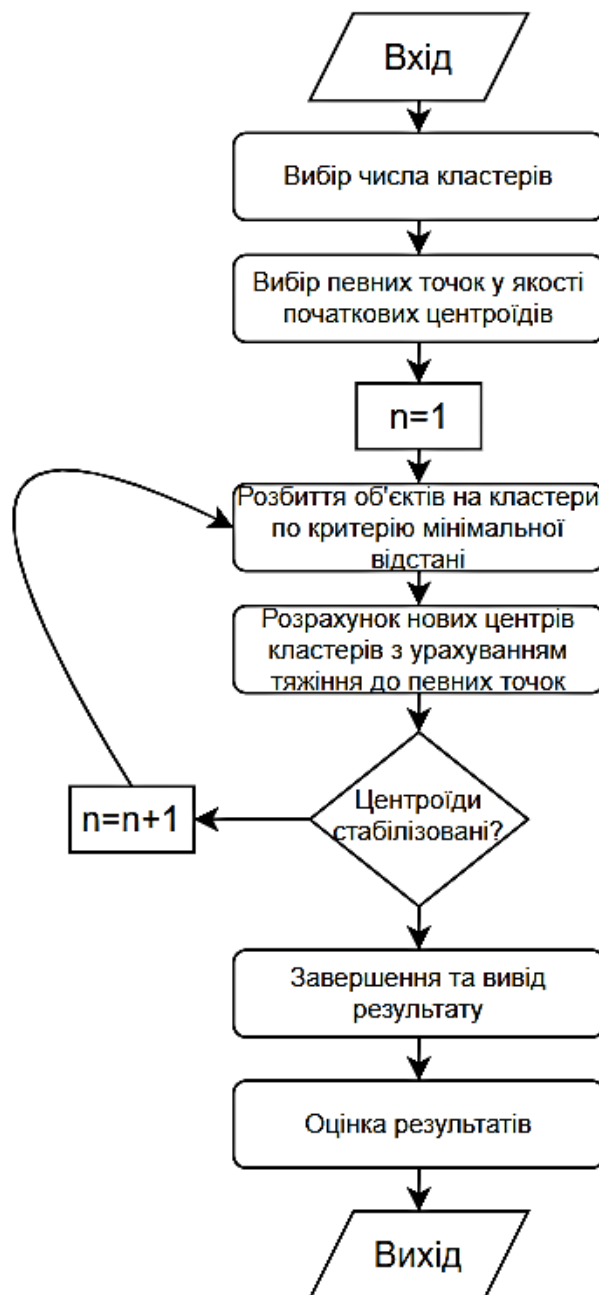 Вхід
Вибір числа кластерів
Вибір певних точок у якості
початкових центроїдів
n=1
Розбиття об'єктів на кластери
по критерію мінімальної
відстані
Розрахунок нових центрів
кластерів з урахуванням
тяжіння до певних точок
Центроїди
стабілізовані?
n=n+1
Завершення та вивід
результату
Оцінка результатів
Вихід